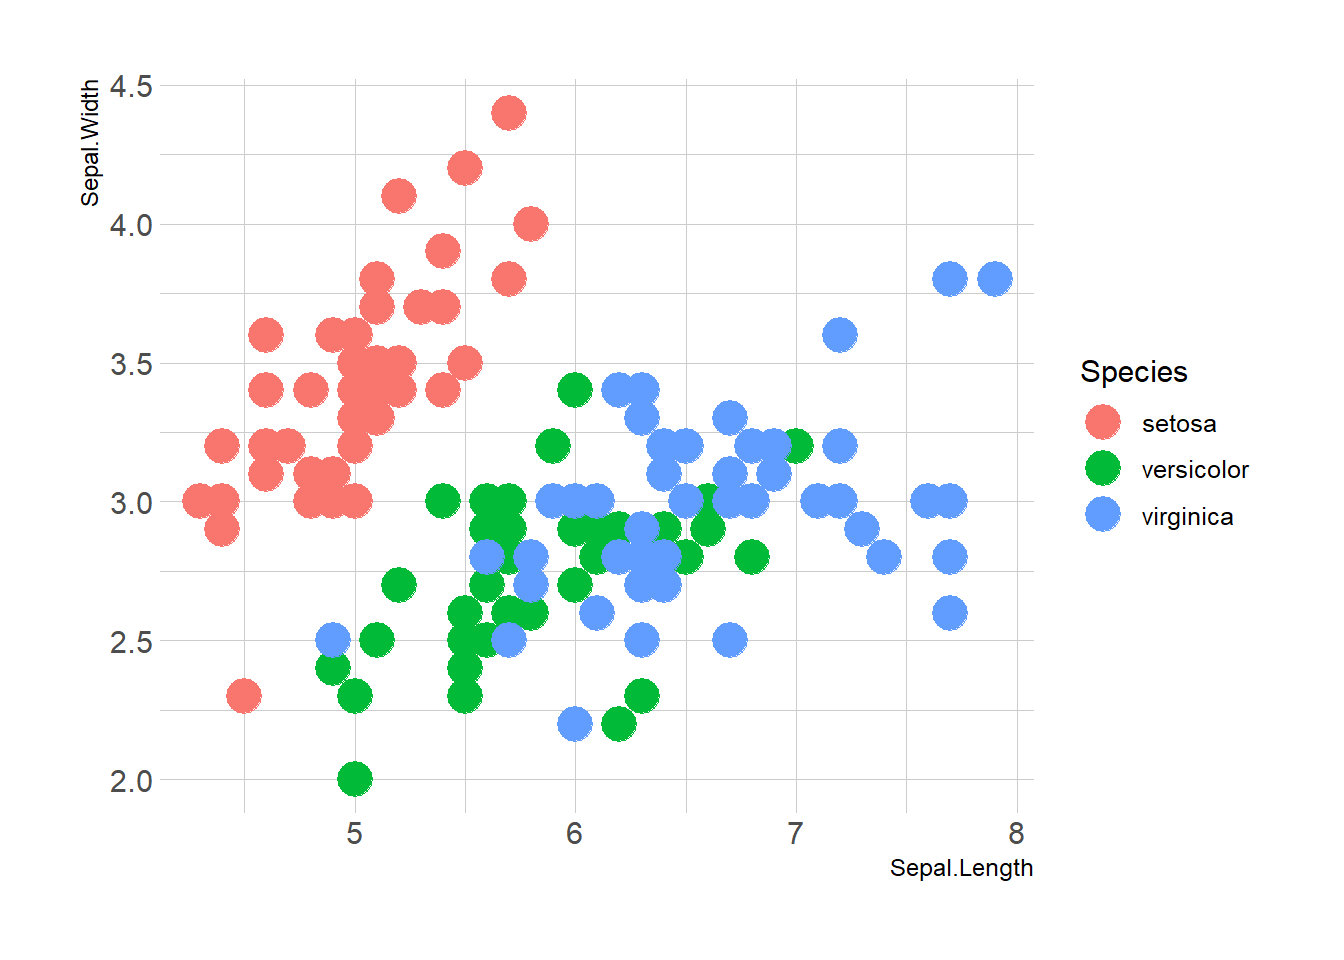 Sepal.Width
4.5
4.0
3.5
3.0
2.5
2.0
5 6 7 8
Sepal.Length
Species
setosa
versicolor
virginica